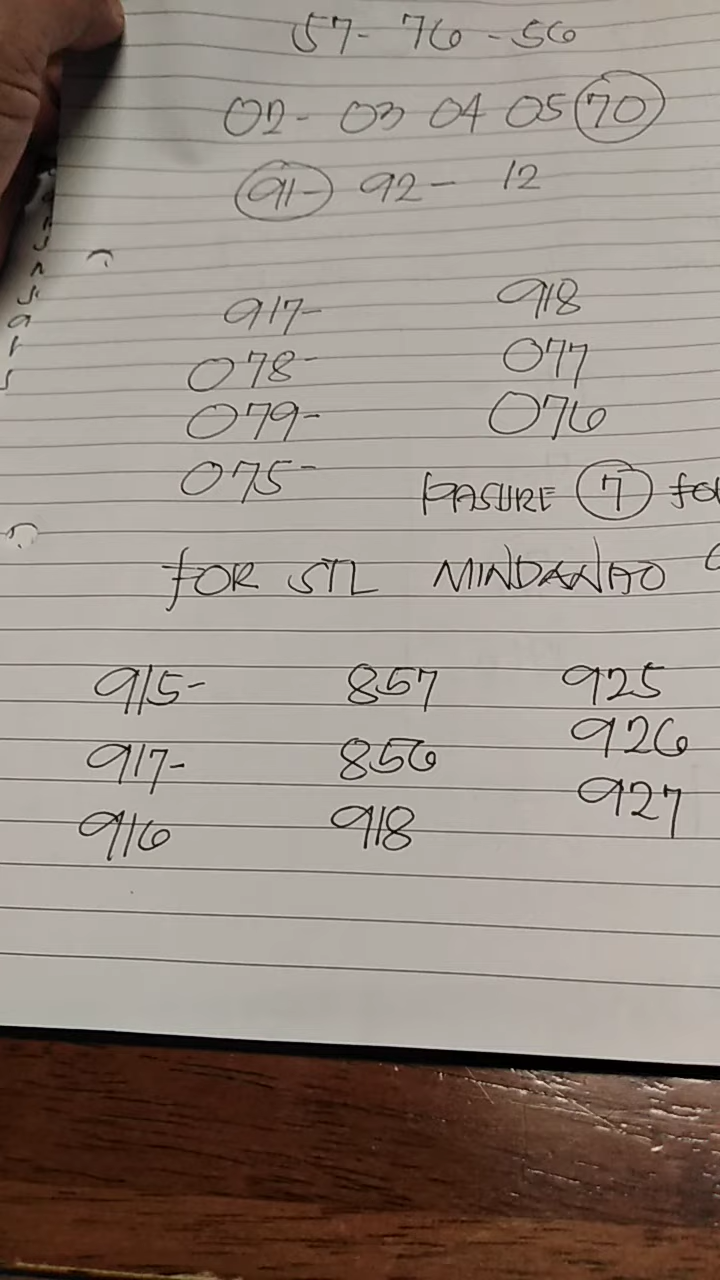 57- 76 - 56
02- 03 04 05 70
91- 92- 12
917- 918
078- 077
079- 076
075-
PASURE 7 FOR
FOR STL MINDANAO
915- 857 925
917- 856 926
916 918 927